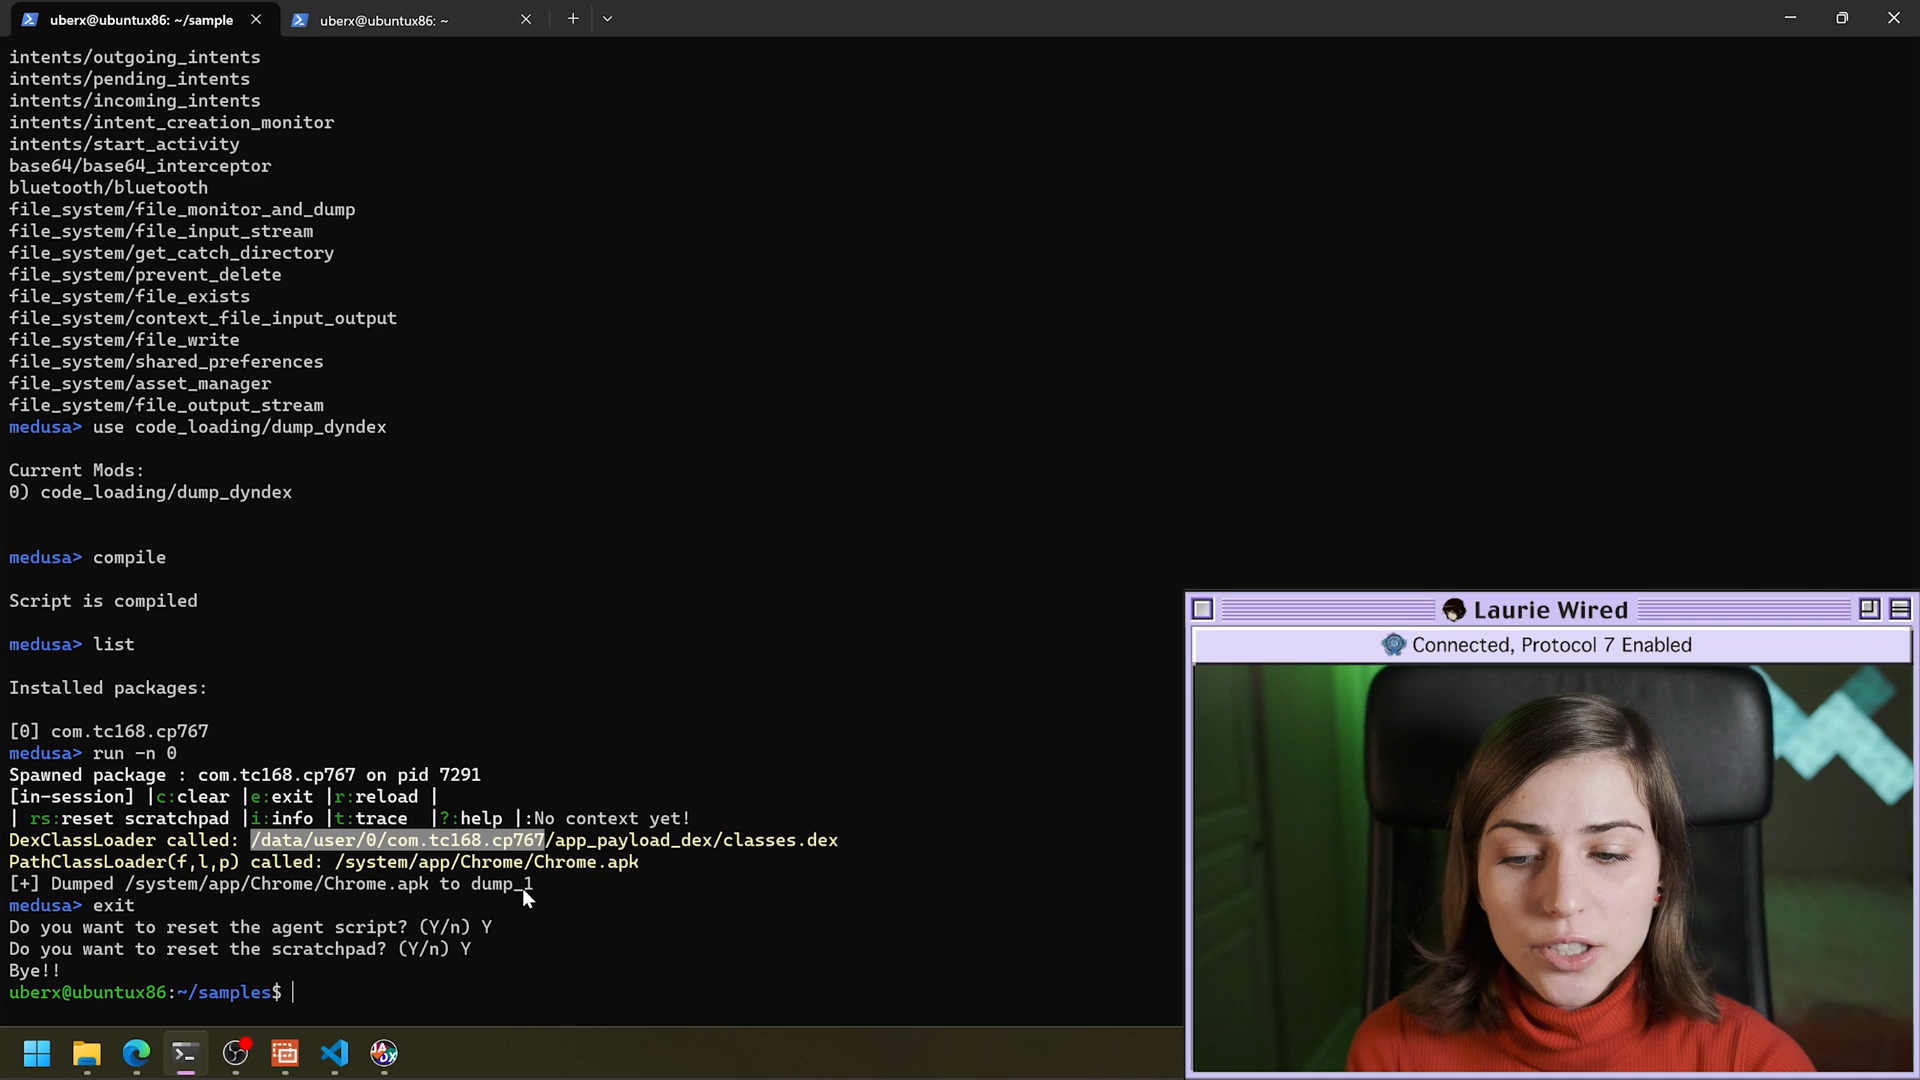 uberx@ubuntux86: ~/sample
uberx@ubuntux86: ~
intents/outgoing_intents
intents/pending_intents
intents/incoming_intents
intents/intent_creation_monitor
intents/start_activity
base64/base64_interceptor
bluetooth/bluetooth
file_system/file_monitor_and_dump
file_system/file_input_stream
file_system/get_catch_directory
file_system/prevent_delete
file_system/file_exists
file_system/context_file_input_output
file_system/file_write
file_system/shared_preferences
file_system/asset_manager
file_system/file_output_stream
medusa> use code_loading/dump_dyndex
Current Mods:
0) code_loading/dump_dyndex
medusa> compile
Script is compiled
medusa> list
Installed packages:
[0] com.tc168.cp767
medusa> run -n 0
Spawned package : com.tc168.cp767 on pid 7291
[in-session] |c:clear |e:exit |r:reload |
| rs:reset scratchpad |i:info |t:trace  |?:help |:No context yet!
DexClassLoader called: /data/user/0/com.tc168.cp767/app_payload_dex/classes.dex
PathClassLoader(f,l,p) called: /system/app/Chrome/Chrome.apk
[+] Dumped /system/app/Chrome/Chrome.apk to dump_1
medusa> exit
Do you want to reset the agent script? (Y/n) Y
Do you want to reset the scratchpad? (Y/n) Y
Bye!!
uberx@ubuntux86:~/samples$
Laurie Wired
Connected, Protocol 7 Enabled
JADX